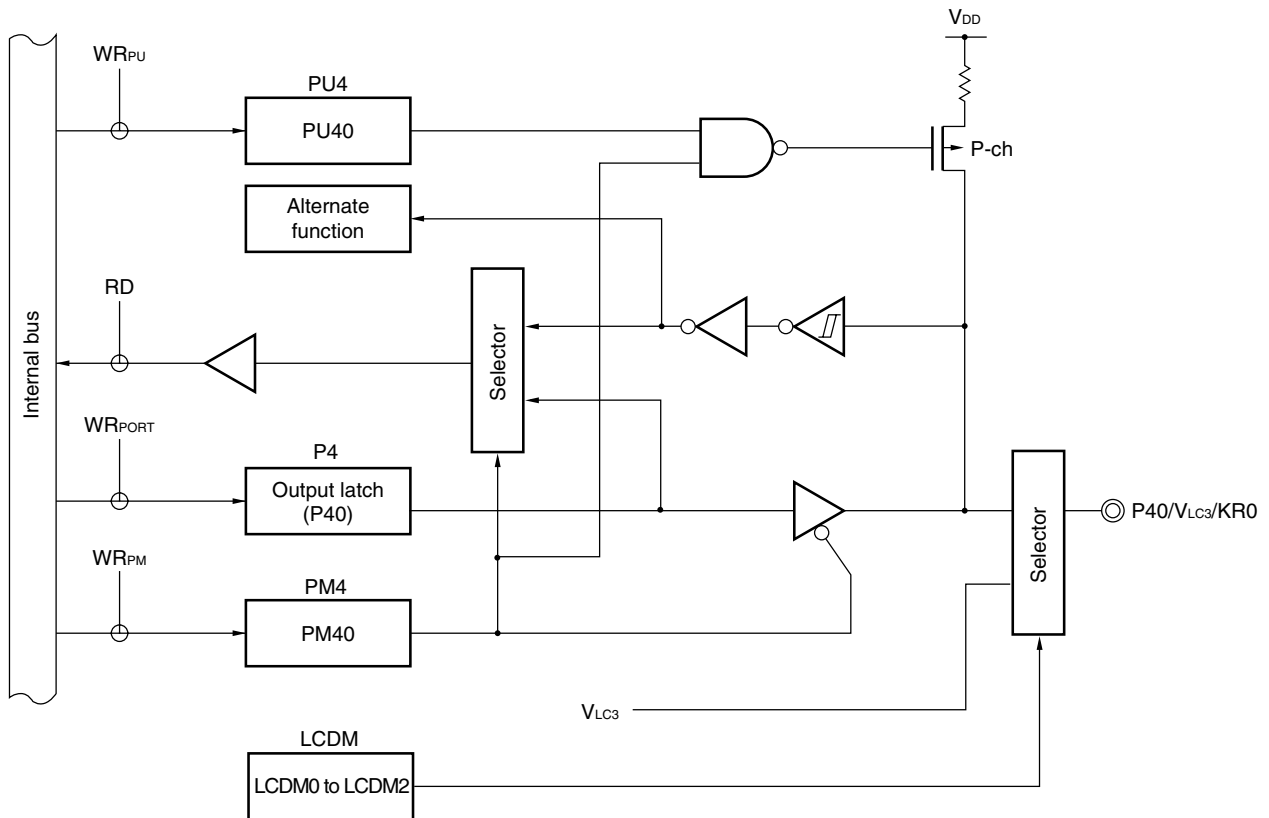 VDD
WRPU
PU4
PU40
P-ch
Alternate
function
RD
Selector
Internal bus
WRPORT
P4
Output latch
(P40)
P40/VLC3/KR0
Selector
WRPM
PM4
PM40
VLC3
LCDM
LCDM0 to LCDM2